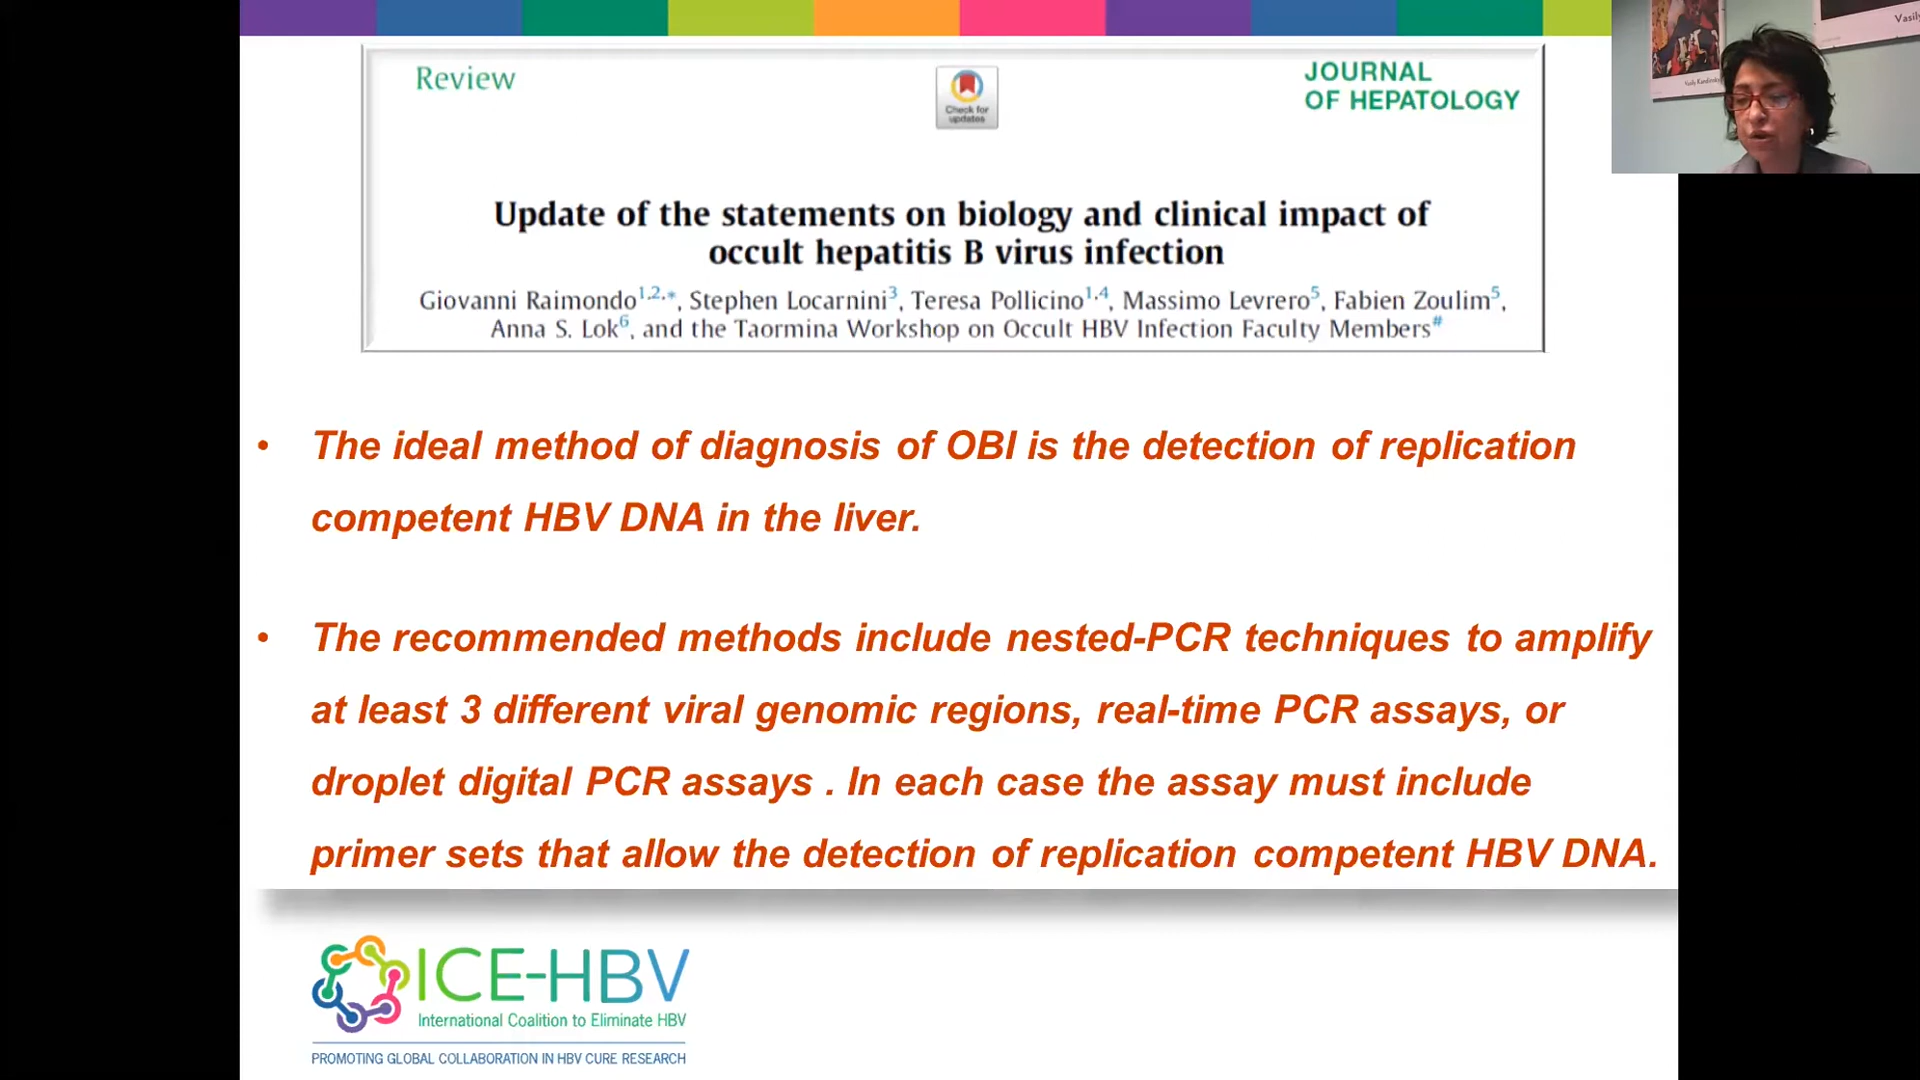 Review
Check for
updates
JOURNAL
OF HEPATOLOGY
Update of the statements on biology and clinical impact of
occult hepatitis B virus infection
Giovanni Raimondo1,2,*, Stephen Locarnini3, Teresa Pollicino1,4, Massimo Levrero5, Fabien Zoulim5,
Anna S. Lok6, and the Taormina Workshop on Occult HBV Infection Faculty Members#
• The ideal method of diagnosis of OBI is the detection of replication
competent HBV DNA in the liver.
• The recommended methods include nested-PCR techniques to amplify
at least 3 different viral genomic regions, real-time PCR assays, or
droplet digital PCR assays . In each case the assay must include
primer sets that allow the detection of replication competent HBV DNA.
ICE-HBV
International Coalition to Eliminate HBV
PROMOTING GLOBAL COLLABORATION IN HBV CURE RESEARCH
Vasily Kandinsky
Vasily